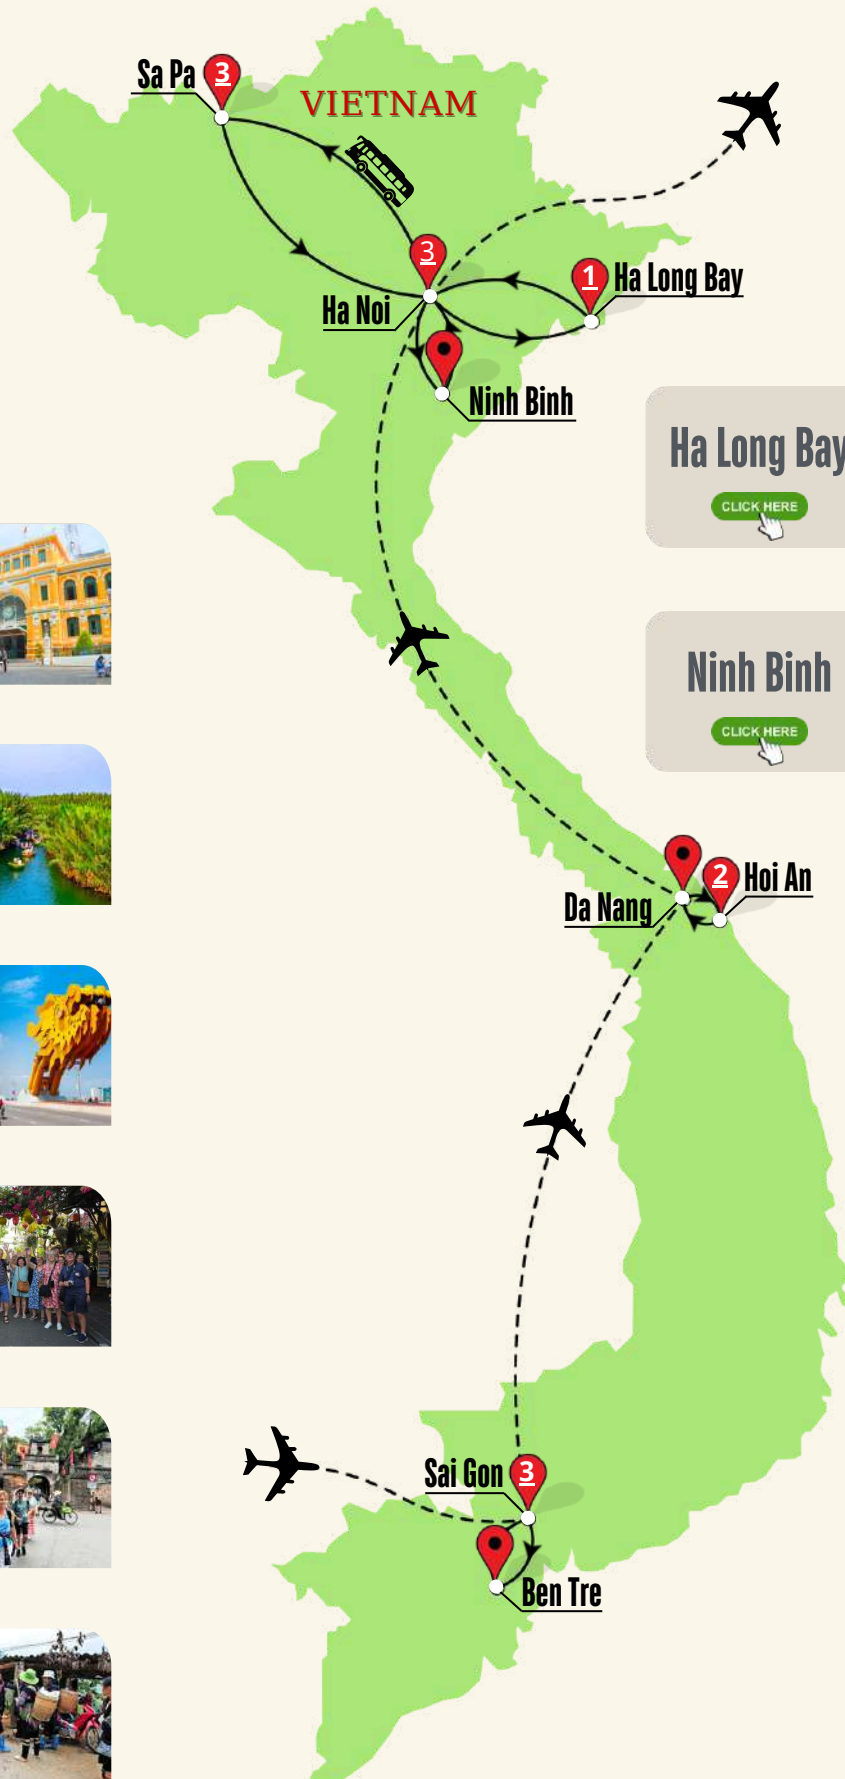 Sa Pa
3
VIETNAM
3
Ha Noi
1
Ha Long Bay
Ninh Binh
Ha Long Bay
CLICK HERE
Ninh Binh
CLICK HERE
2
Hoi An
Da Nang
Sai Gon
3
Ben Tre